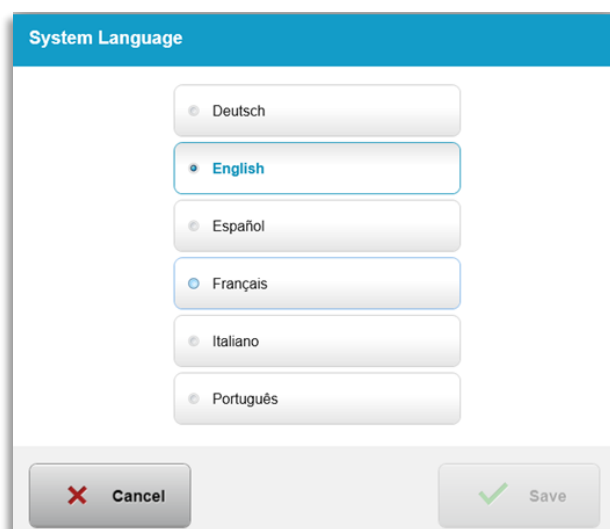 System Language
Deutsch
English
Español
Français
Italiano
Português
Cancel
Save